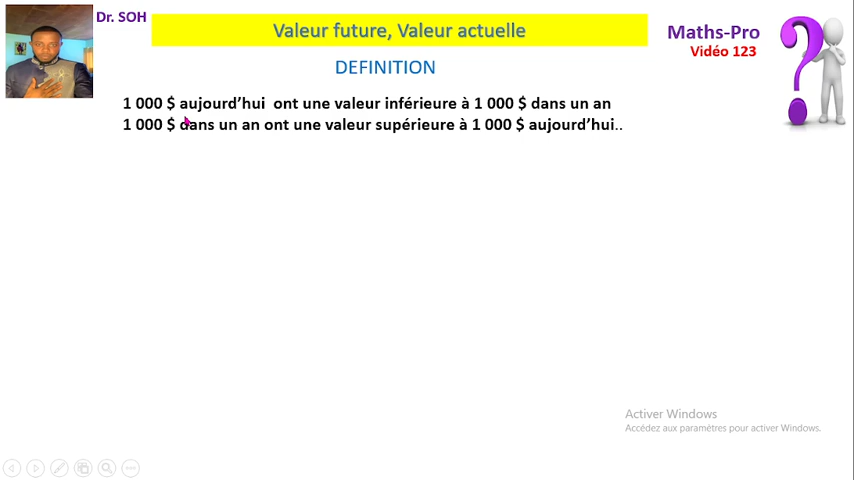 Dr. SOH
Valeur future, Valeur actuelle
Maths-Pro
Vidéo 123
DEFINITION
1 000 $ aujourd’hui ont une valeur inférieure à 1 000 $ dans un an
1 000 $ dans un an ont une valeur supérieure à 1 000 $ aujourd’hui..
Activer Windows
Accédez aux paramètres pour activer Windows.